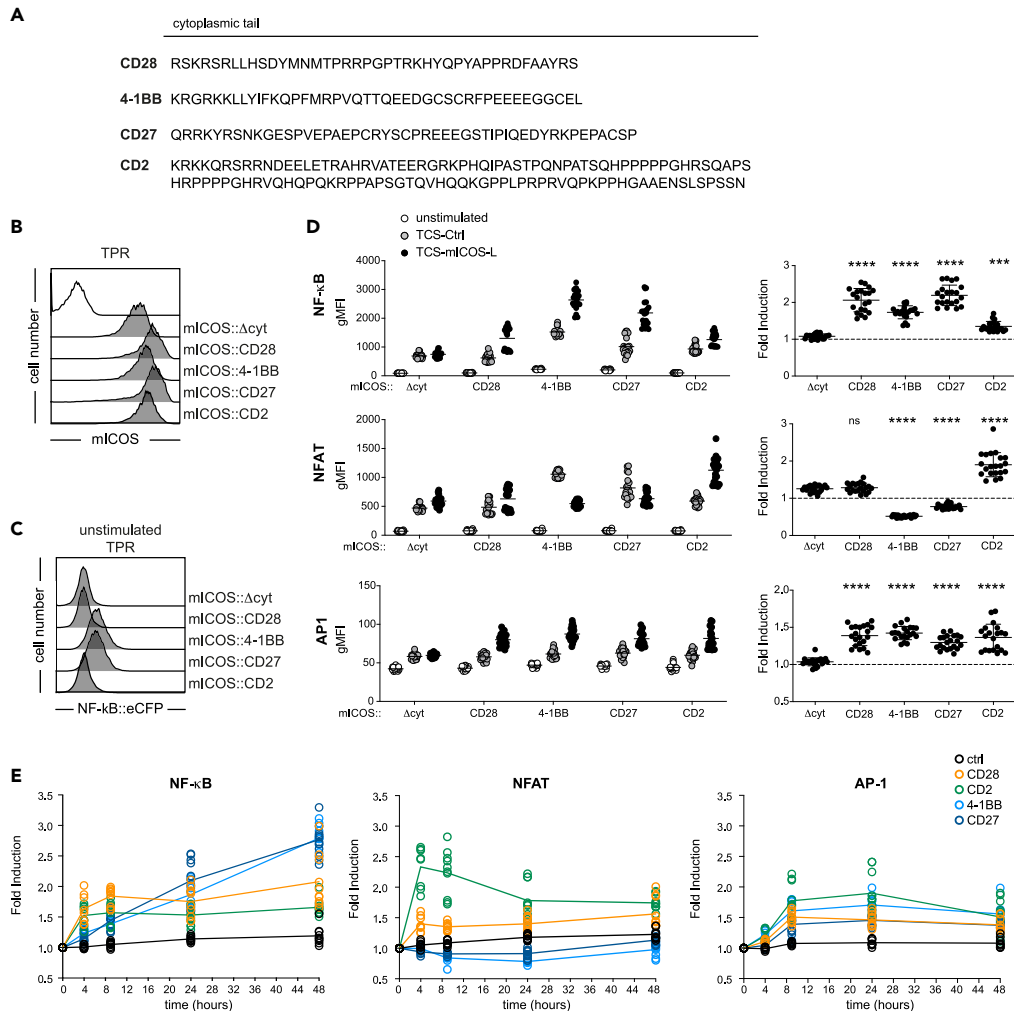 A
cytoplasmic tail
CD28 RSKRSRLLHSDYMNMTPRRPGPTRKHYQPYAPPRDFAAYRS
4-1BB KRGRKKLLYIFKQPFMRPVQTTQEEDGCSCRFPEEEEGGCEL
CD27 QRRKYRSNKGESPVEPAEPCRYSCPREEEGSTIPIQEDYRKPEPACSP
CD2 KRKKQRSRRNDEELETRAHRVATEERGRKPHQIPASTPQNPATSQHPPPPPGHRSQAPS
HRPPPPGHRVQHQPQKRPPAPSGTQVHQQKGPPLPRPRVQPKPPHGAAENSLSPSSN
B
TPR
cell number
mICOS::Δcyt
mICOS::CD28
mICOS::4-1BB
mICOS::CD27
mICOS::CD2
mICOS
C
unstimulated
TPR
cell number
mICOS::Δcyt
mICOS::CD28
mICOS::4-1BB
mICOS::CD27
mICOS::CD2
NF-kB::eCFP
D
unstimulated
TCS-Ctrl
TCS-mICOS-L
NF-κB
gMFI
4000
3000
2000
1000
0
mICOS:: Δcyt CD28 4-1BB CD27 CD2
Fold Induction
3
2
1
0
**** **** **** ***
Δcyt CD28 4-1BB CD27 CD2
NFAT
gMFI
2000
1500
1000
500
0
mICOS:: Δcyt CD28 4-1BB CD27 CD2
Fold Induction
3
2
1
0
ns **** **** ****
Δcyt CD28 4-1BB CD27 CD2
AP1
gMFI
150
100
50
0
mICOS:: Δcyt CD28 4-1BB CD27 CD2
Fold Induction
2.0
1.5
1.0
0.5
**** **** **** ****
Δcyt CD28 4-1BB CD27 CD2
E
ctrl
CD28
CD2
4-1BB
CD27
NF-κB
Fold Induction
3.5
3.0
2.5
2.0
1.5
1.0
0.5
0 4 8 12 16 20 24 28 32 36 40 44 48
time (hours)
NFAT
Fold Induction
3.5
3.0
2.5
2.0
1.5
1.0
0.5
0 4 8 12 16 20 24 28 32 36 40 44 48
time (hours)
AP-1
Fold Induction
3.5
3.0
2.5
2.0
1.5
1.0
0.5
0 4 8 12 16 20 24 28 32 36 40 44 48
time (hours)